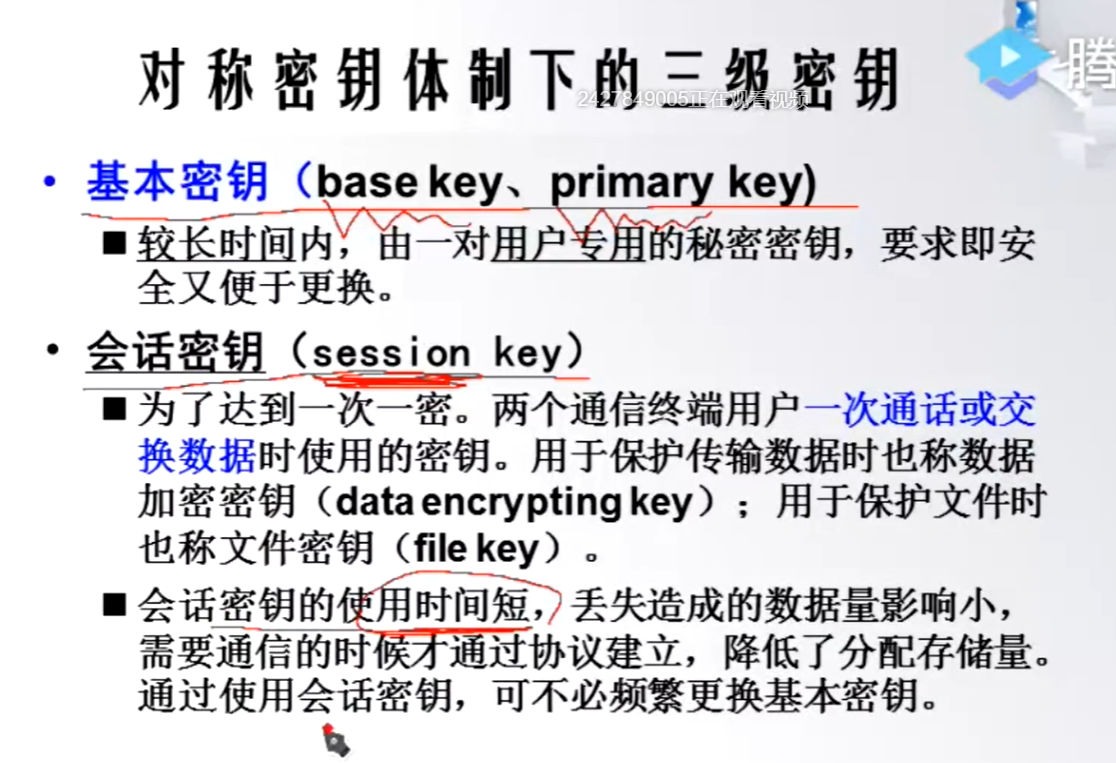 对称密钥体制下的三级密钥
2427849005正在观看视频
腾
• 基本密钥（base key、primary key)
■ 较长时间内，由一对用户专用的秘密密钥，要求即安
全又便于更换。
• 会话密钥（session key）
■ 为了达到一次一密。两个通信终端用户一次通话或交
换数据时使用的密钥。用于保护传输数据时也称数据
加密密钥（data encrypting key）；用于保护文件时
也称文件密钥（file key）。
■ 会话密钥的使用时间短，丢失造成的数据量影响小，
需要通信的时候才通过协议建立，降低了分配存储量。
通过使用会话密钥，可不必频繁更换基本密钥。